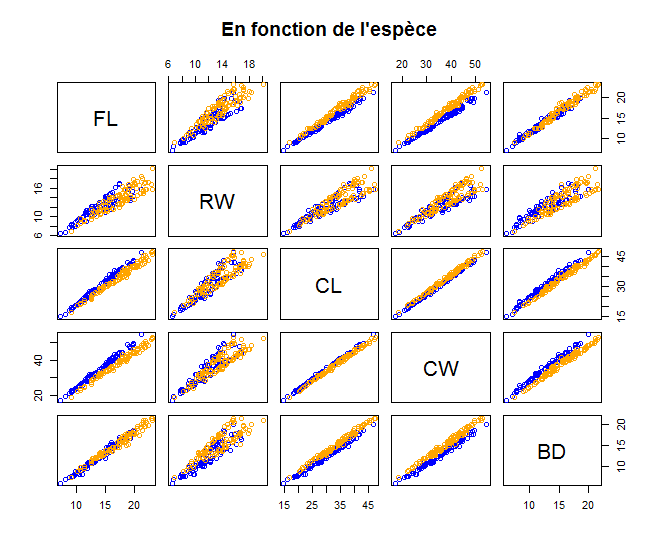 En fonction de l'espèce
6 10 14 18
20 30 40 50
FL
10 15 20
6 10 16
RW
CL
15 30 45
20 40
CW
BD
10 15 20
10 15 20
15 25 35 45
10 15 20